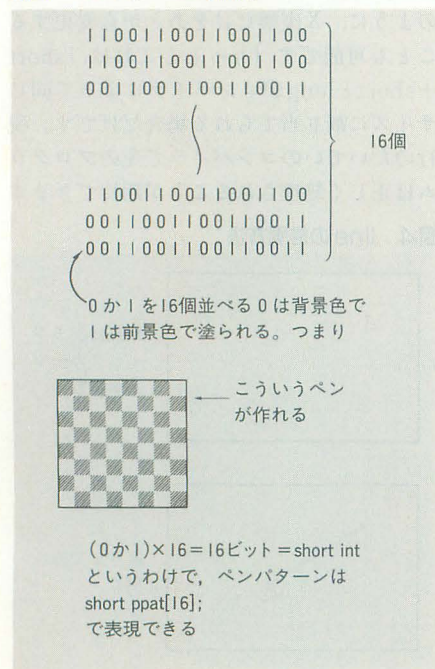 1100110011001100
1100110011001100
0011001100110011
16個
1100110011001100
0011001100110011
0011001100110011
0か1を16個並べる 0は背景色で
1は前景色で塗られる。つまり
こういうペン
が作れる
(0か1)×16=16ビット=short int
というわけで，ペンパターンは
short ppat[16];
で表現できる